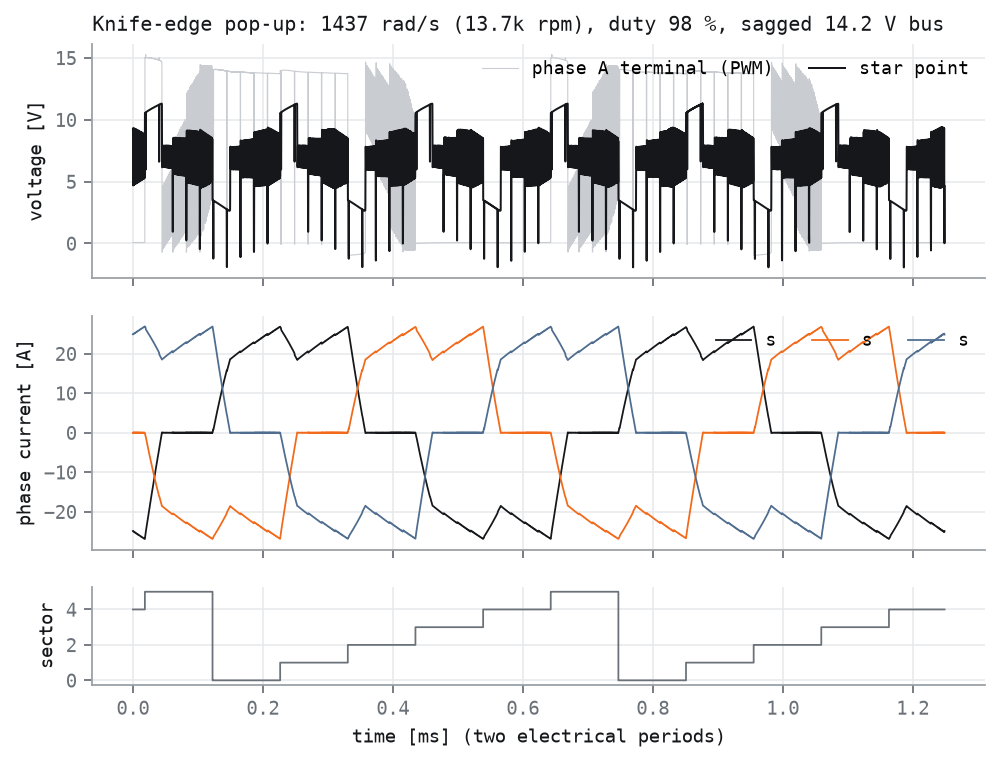 Knife-edge pop-up: 1437 rad/s (13.7k rpm), duty 98 %, sagged 14.2 V bus
phase A terminal (PWM)
star point
voltage [V]
15
10
5
0
s
s
s
phase current [A]
20
10
0
−10
−20
sector
4
2
0
0.0 0.2 0.4 0.6 0.8 1.0 1.2
time [ms] (two electrical periods)